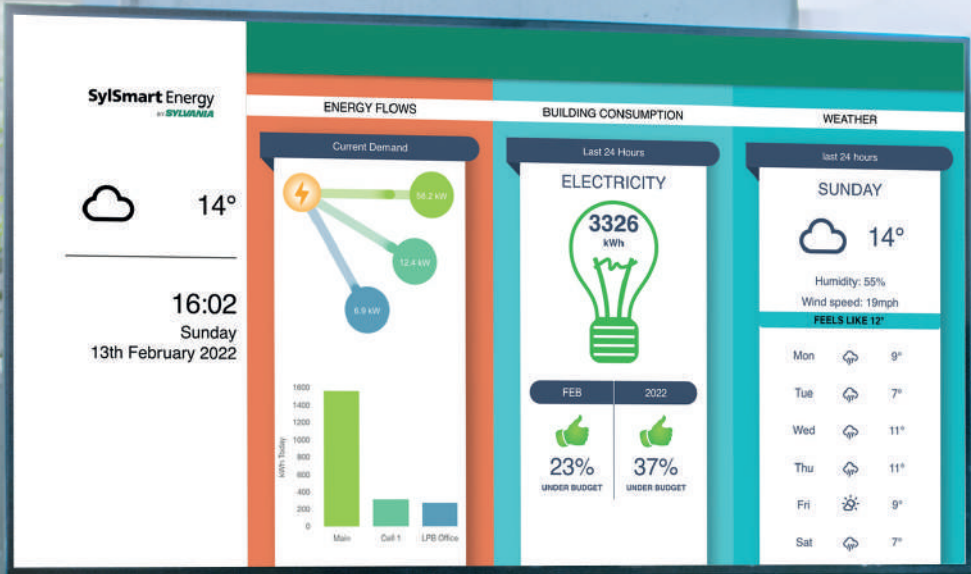 SylSmart Energy
BY SYLVANIA
14°
16:02
Sunday
13th February 2022
ENERGY FLOWS
Current Demand
56.2 kW
12.4 kW
6.9 kW
kWh Today
1600
1400
1200
1000
800
600
400
200
0
Main
Cell 1
LPB Office
BUILDING CONSUMPTION
Last 24 Hours
ELECTRICITY
3326
kWh
FEB
2022
23%
37%
UNDER BUDGET
UNDER BUDGET
WEATHER
last 24 hours
SUNDAY
14°
Humidity: 55%
Wind speed: 19mph
FEELS LIKE 12°
Mon 9°
Tue 7°
Wed 11°
Thu 11°
Fri 9°
Sat 7°